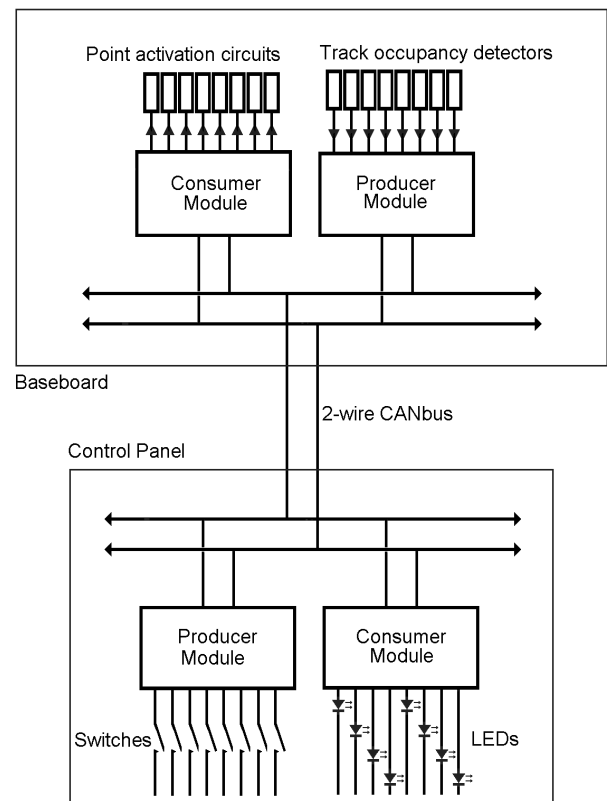 Point activation circuits
Track occupancy detectors
Consumer
Module
Producer
Module
Baseboard
2-wire CANbus
Control Panel
Producer
Module
Consumer
Module
Switches
LEDs